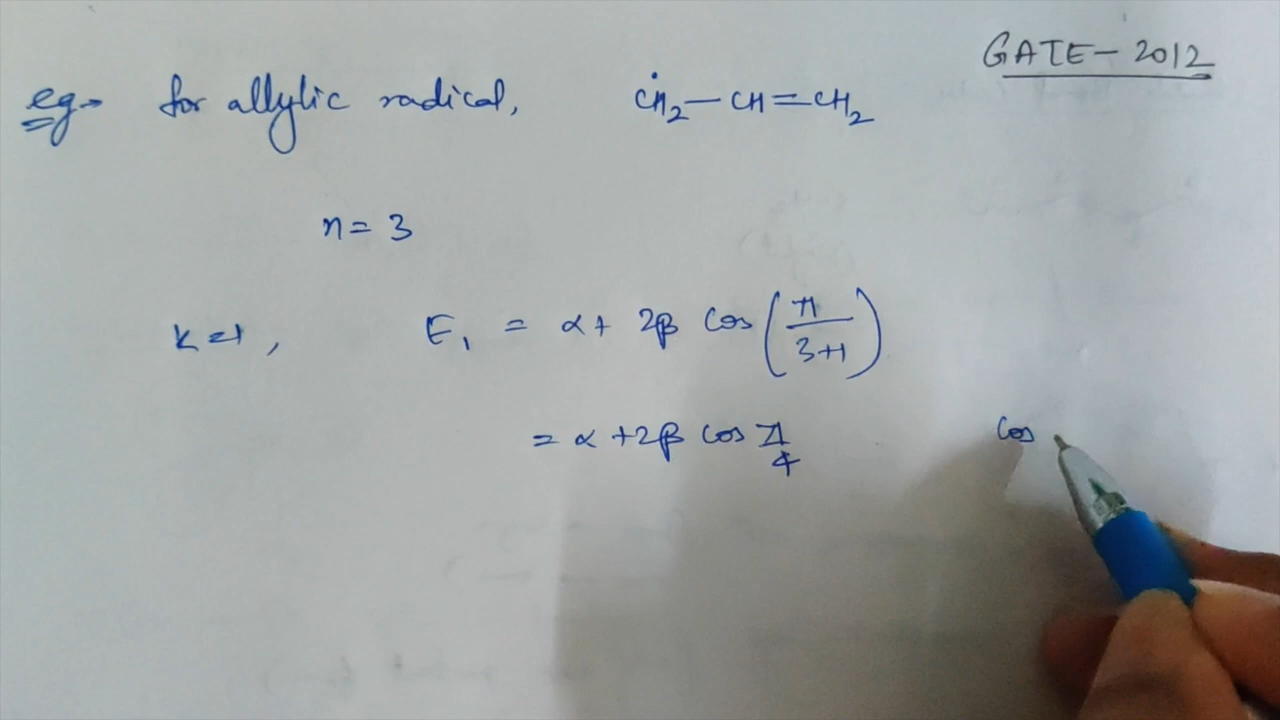 GATE-2012
eg→ for allylic radical, ĊH₂-CH=CH₂
n=3
k=1, E₁ = α + 2β Cos(π/3+1)
= α +2β cos π/4 Cos